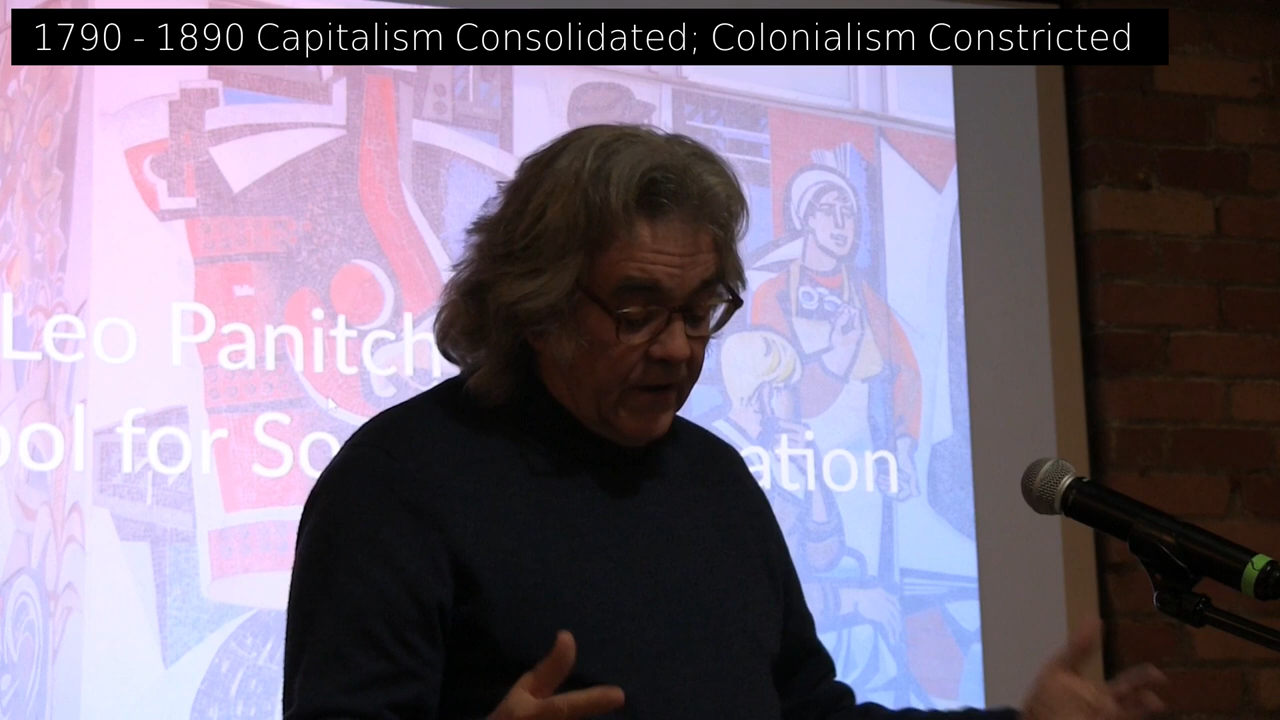 1790 - 1890 Capitalism Consolidated; Colonialism Constricted
Leo Panitch
ool for So ation